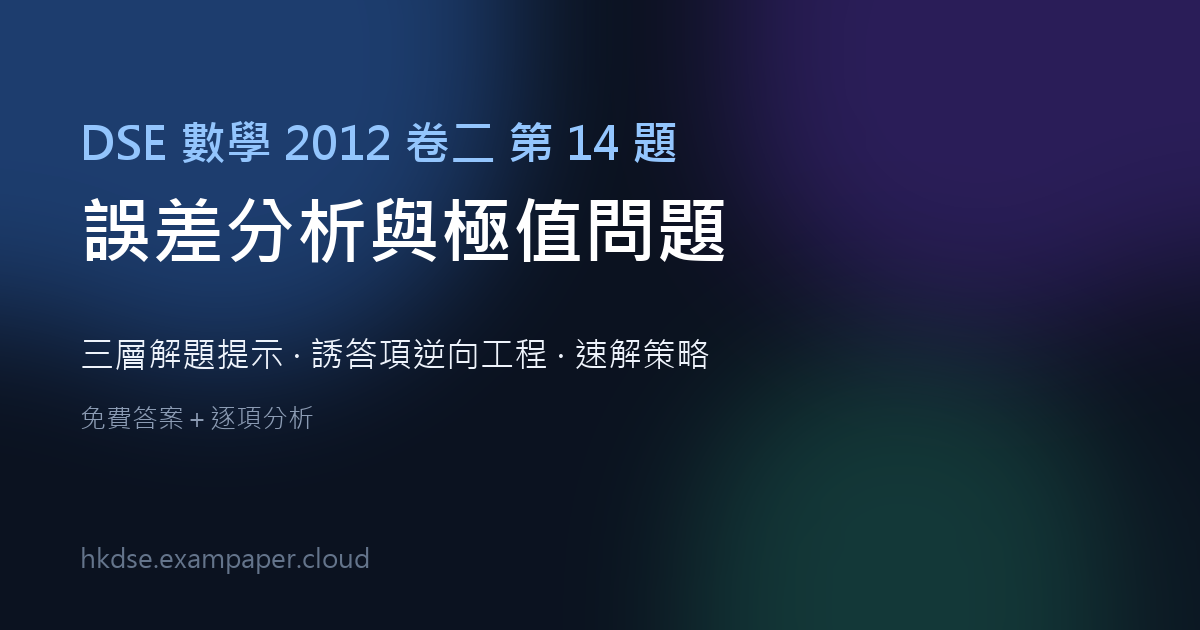 DSE 數學 2012 卷二 第 14 題
誤差分析與極值問題
三層解題提示 · 誘答項逆向工程 · 速解策略
免費答案 + 逐項分析
hkdse.exampaper.cloud